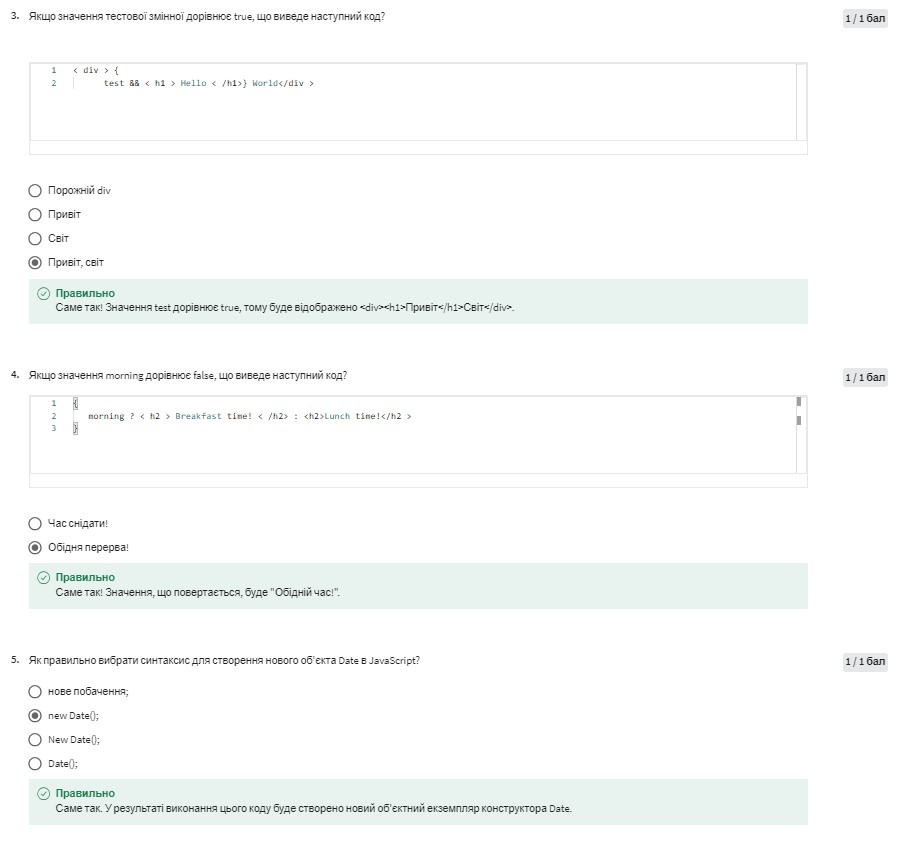 3. Якщо значення тестової змінної дорівнює true, що виведе наступний код?
1 / 1 бал
1 < div > {
2 test && < h1 > Hello < /h1>} World</div >
Порожній div
Привіт
Світ
Привіт, світ
Правильно
Саме так! Значення test дорівнює true, тому буде відображено <div><h1>Привіт</h1>Світ</div>.
4. Якщо значення morning дорівнює false, що виведе наступний код?
1 / 1 бал
1 {
2 morning ? < h2 > Breakfast time! < /h2> : <h2>Lunch time!</h2 >
3 }
Час снідати!
Обідня перерва!
Правильно
Саме так! Значення, що повертається, буде "Обідній час!".
5. Як правильно вибрати синтаксис для створення нового об'єкта Date в JavaScript?
1 / 1 бал
нове побачення;
new Date();
New Date();
Date();
Правильно
Саме так. У результаті виконання цього коду буде створено новий об'єктний екземпляр конструктора Date.